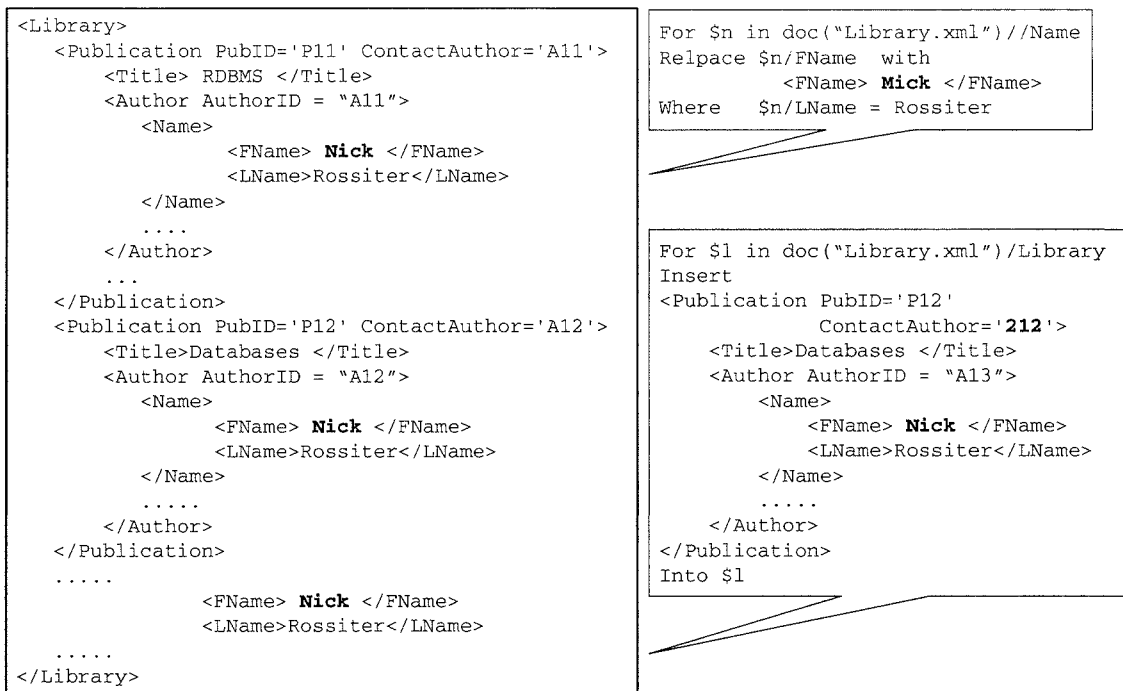 <Library>
<Publication PubID='P11' ContactAuthor='A11'>
<Title> RDBMS </Title>
<Author AuthorID = “A11”>
<Name>
<FName> Nick </FName>
<LName>Rossiter</LName>
</Name>
....
</Author>
...
</Publication>
<Publication PubID='P12' ContactAuthor='A12'>
<Title>Databases </Title>
<Author AuthorID = “A12”>
<Name>
<FName> Nick </FName>
<LName>Rossiter</LName>
</Name>
.....
</Author>
</Publication>
.....
<FName> Nick </FName>
<LName>Rossiter</LName>
.....
</Library>
For $n in doc(“Library.xml”)//Name
Relpace $n/FName with
<FName> Mick </FName>
Where $n/LName = Rossiter
For $l in doc(“Library.xml”)/Library
Insert
<Publication PubID='P12'
ContactAuthor='212'>
<Title>Databases </Title>
<Author AuthorID = “A13”>
<Name>
<FName> Nick </FName>
<LName>Rossiter</LName>
</Name>
.....
</Author>
</Publication>
Into $l